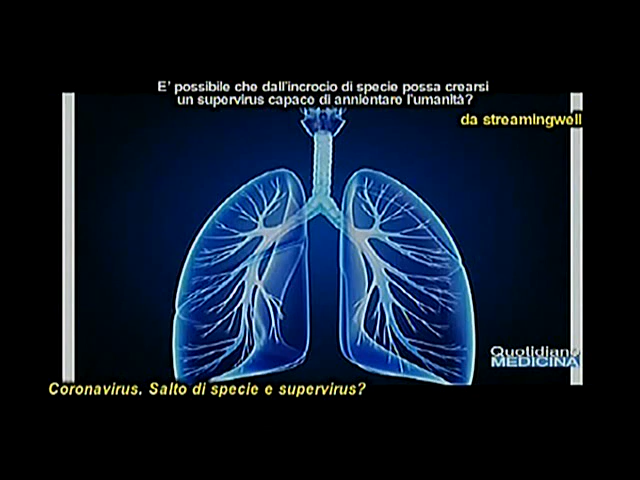 E' possibile che dall'incrocio di specie possa crearsi
un supervirus capace di annientare l'umanità?
da streamingwell
Quotidiano
MEDICINA
Coronavirus. Salto di specie e supervirus?